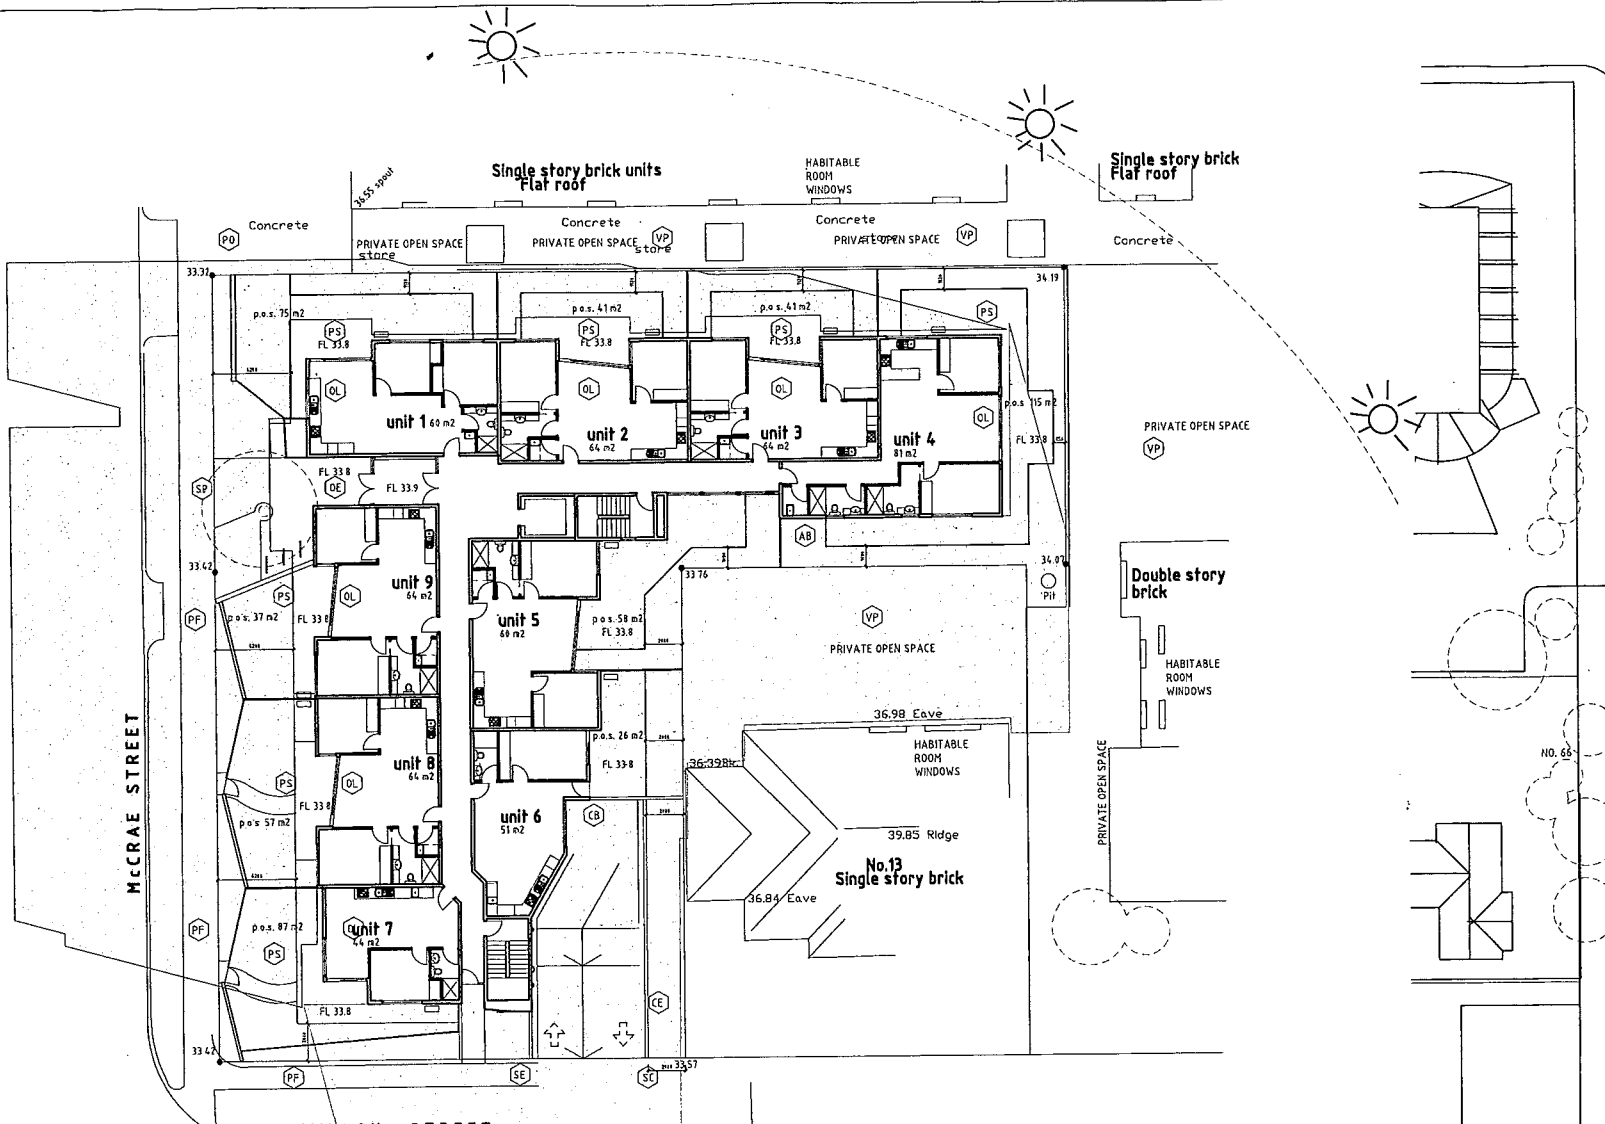 Single story brick units
Flat roof
HABITABLE
ROOM
WINDOWS
Single story brick
Flat roof
36.55 spout
Concrete
Concrete
Concrete
Concrete
PO
PRIVATE OPEN SPACE
store
PRIVATE OPEN SPACE
store
VP
PRIVATE OPEN SPACE
VP
33.32
34.19
p.o.s. 75 m2
p.o.s. 41 m2
p.o.s. 41 m2
PS
PS
PS
PS
FL 33.8
FL 33.8
FL 33.8
OL
OL
OL
OL
unit 1 60 m2
unit 2
64 m2
unit 3
64 m2
unit 4
81 m2
p.o.s. 115 m2
FL 33.8
PRIVATE OPEN SPACE
VP
SP
FL 33.8
OE
FL 33.9
AB
33.42
33.76
34.07
Pit
Double story
brick
unit 9
64 m2
OL
PS
p.o.s. 37 m2
FL 33.8
PF
unit 5
60 m2
p.o.s. 58 m2
FL 33.8
VP
PRIVATE OPEN SPACE
HABITABLE
ROOM
WINDOWS
36.98 Eave
HABITABLE
ROOM
WINDOWS
PRIVATE OPEN SPACE
NO. 66
McCRAE STREET
unit 8
64 m2
OL
PS
FL 33.8
p.o.s. 57 m2
p.o.s. 26 m2
FL 33.8
unit 6
51 m2
CB
39.85 Ridge
No.13
Single story brick
36.84 Eave
PF
p.o.s. 87 m2
unit 7
44 m2
PS
FL 33.8
CE
33.42
33.57
PF
SE
SC